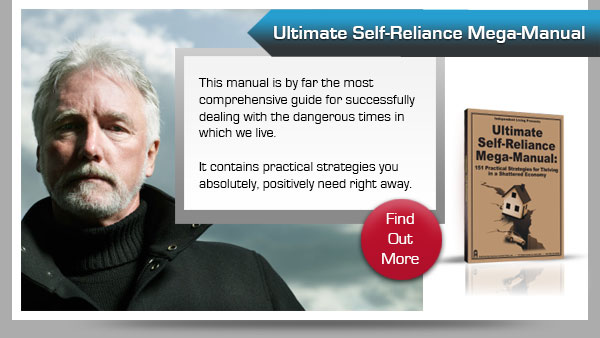 Ultimate Self-Reliance Mega-Manual
This manual is by far the most
comprehensive guide for successfully
dealing with the dangerous times in
which we live.
It contains practical strategies you
absolutely, positively need right away.
Find
Out
More
Independent Living Presents:
Ultimate
Self-Reliance
Mega-Manual:
151 Practical Strategies for Thriving
in a Shattered Economy